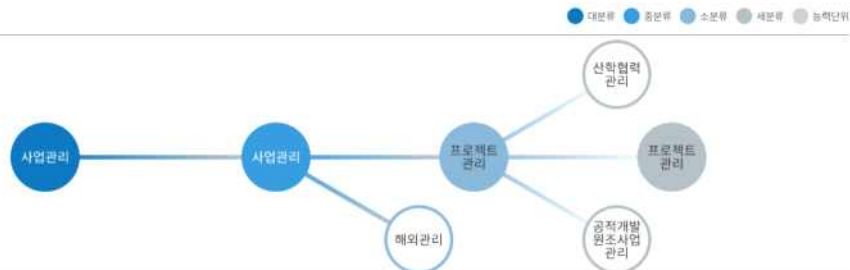 대분류 중분류 소분류 세분류 능력단위
산학협력
관리
사업관리
사업관리
프로젝트
관리
프로젝트
관리
해외관리
공적개발
원조사업
관리